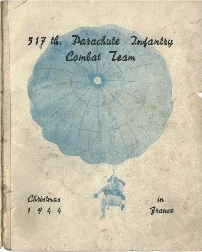 517 th. Parachute Infantry
Combat Team
Christmas in
1944 France